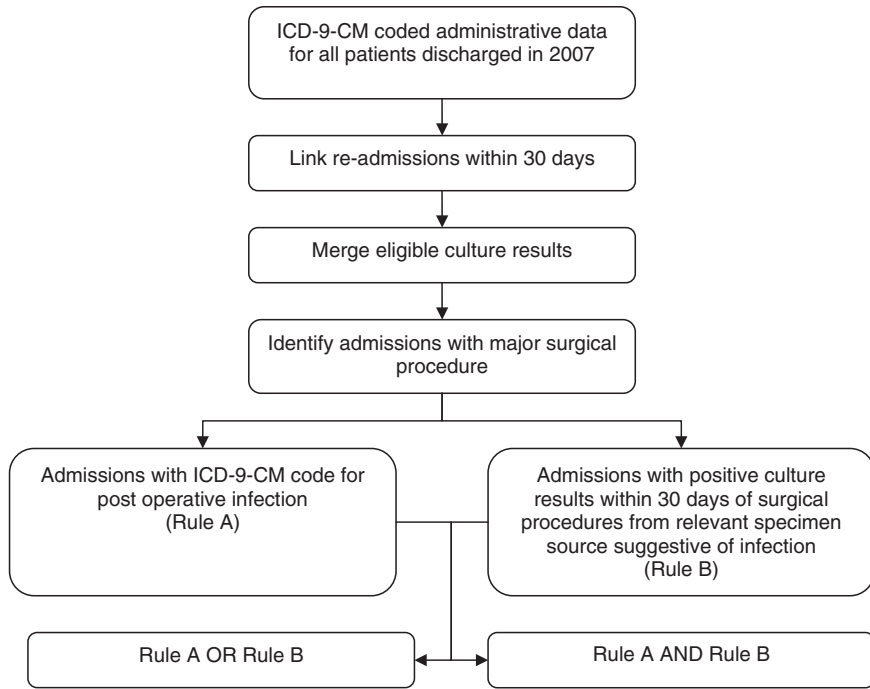 ICD-9-CM coded administrative data
for all patients discharged in 2007
Link re-admissions within 30 days
Merge eligible culture results
Identify admissions with major surgical
procedure
Admissions with ICD-9-CM code for
post operative infection
(Rule A)
Admissions with positive culture
results within 30 days of surgical
procedures from relevant specimen
source suggestive of infection
(Rule B)
Rule A OR Rule B
Rule A AND Rule B